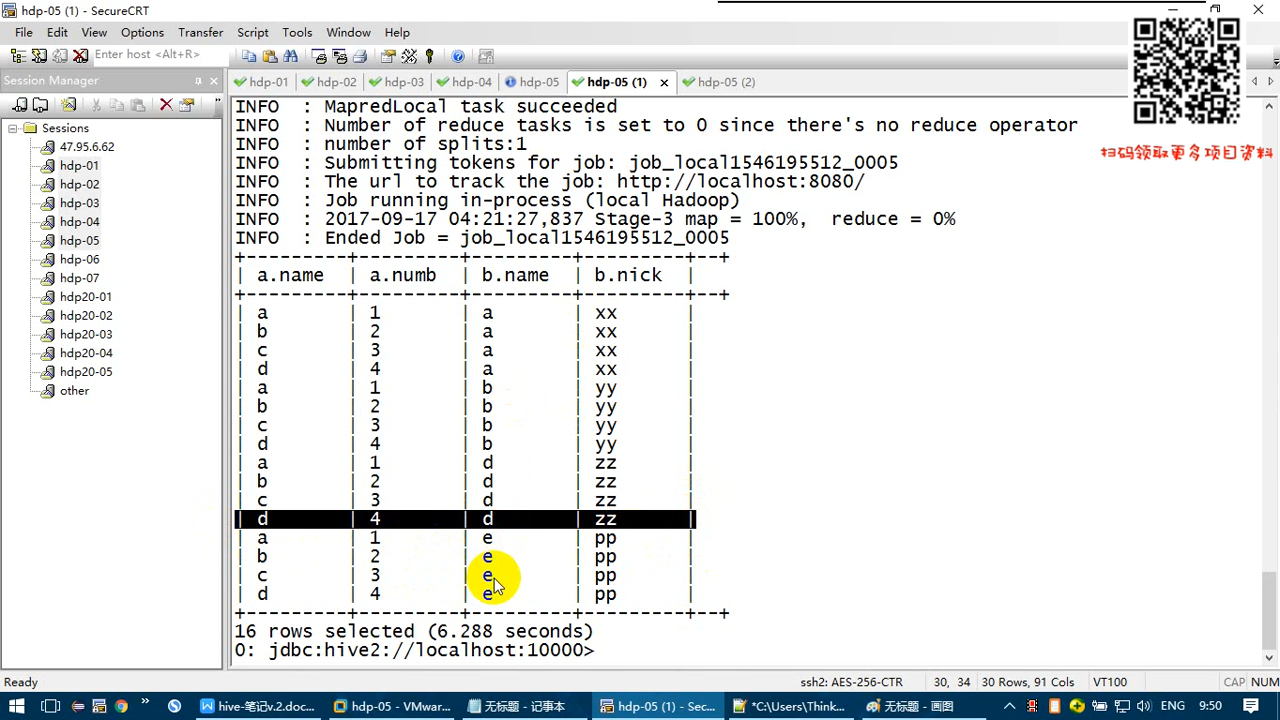 hdp-05 (1) - SecureCRT
File Edit View Options Transfer Script Tools Window Help
Enter host <Alt+R>
Session Manager
hdp-01 hdp-02 hdp-03 hdp-04 hdp-05 hdp-05 (1) hdp-05 (2)
扫码领取更多项目资料
Sessions
47.95.6.62
hdp-01
hdp-02
hdp-03
hdp-04
hdp-05
hdp-06
hdp-07
hdp20-01
hdp20-02
hdp20-03
hdp20-04
hdp20-05
other
INFO : MapredLocal task succeeded
INFO : Number of reduce tasks is set to 0 since there's no reduce operator
INFO : number of splits:1
INFO : Submitting tokens for job: job_local1546195512_0005
INFO : The url to track the job: http://localhost:8080/
INFO : Job running in-process (local Hadoop)
INFO : 2017-09-17 04:21:27,837 Stage-3 map = 100%, reduce = 0%
INFO : Ended Job = job_local1546195512_0005
+---------+---------+---------+---------+--+
| a.name | a.numb | b.name | b.nick |
+---------+---------+---------+---------+--+
| a | 1 | a | xx |
| b | 2 | a | xx |
| c | 3 | a | xx |
| d | 4 | a | xx |
| a | 1 | b | yy |
| b | 2 | b | yy |
| c | 3 | b | yy |
| d | 4 | b | yy |
| a | 1 | d | zz |
| b | 2 | d | zz |
| c | 3 | d | zz |
| d | 4 | d | zz |
| a | 1 | e | pp |
| b | 2 | e | pp |
| c | 3 | e | pp |
| d | 4 | e | pp |
+---------+---------+---------+---------+--+
16 rows selected (6.288 seconds)
0: jdbc:hive2://localhost:10000>
Ready ssh2: AES-256-CTR 30, 34 30 Rows, 91 Cols VT100 CAP NUM
hive-笔记v.2.doc... hdp-05 - VMwar... 无标题 - 记事本 hdp-05 (1) - Sec... *C:\Users\Think... 无标题 - 画图 英 9:50